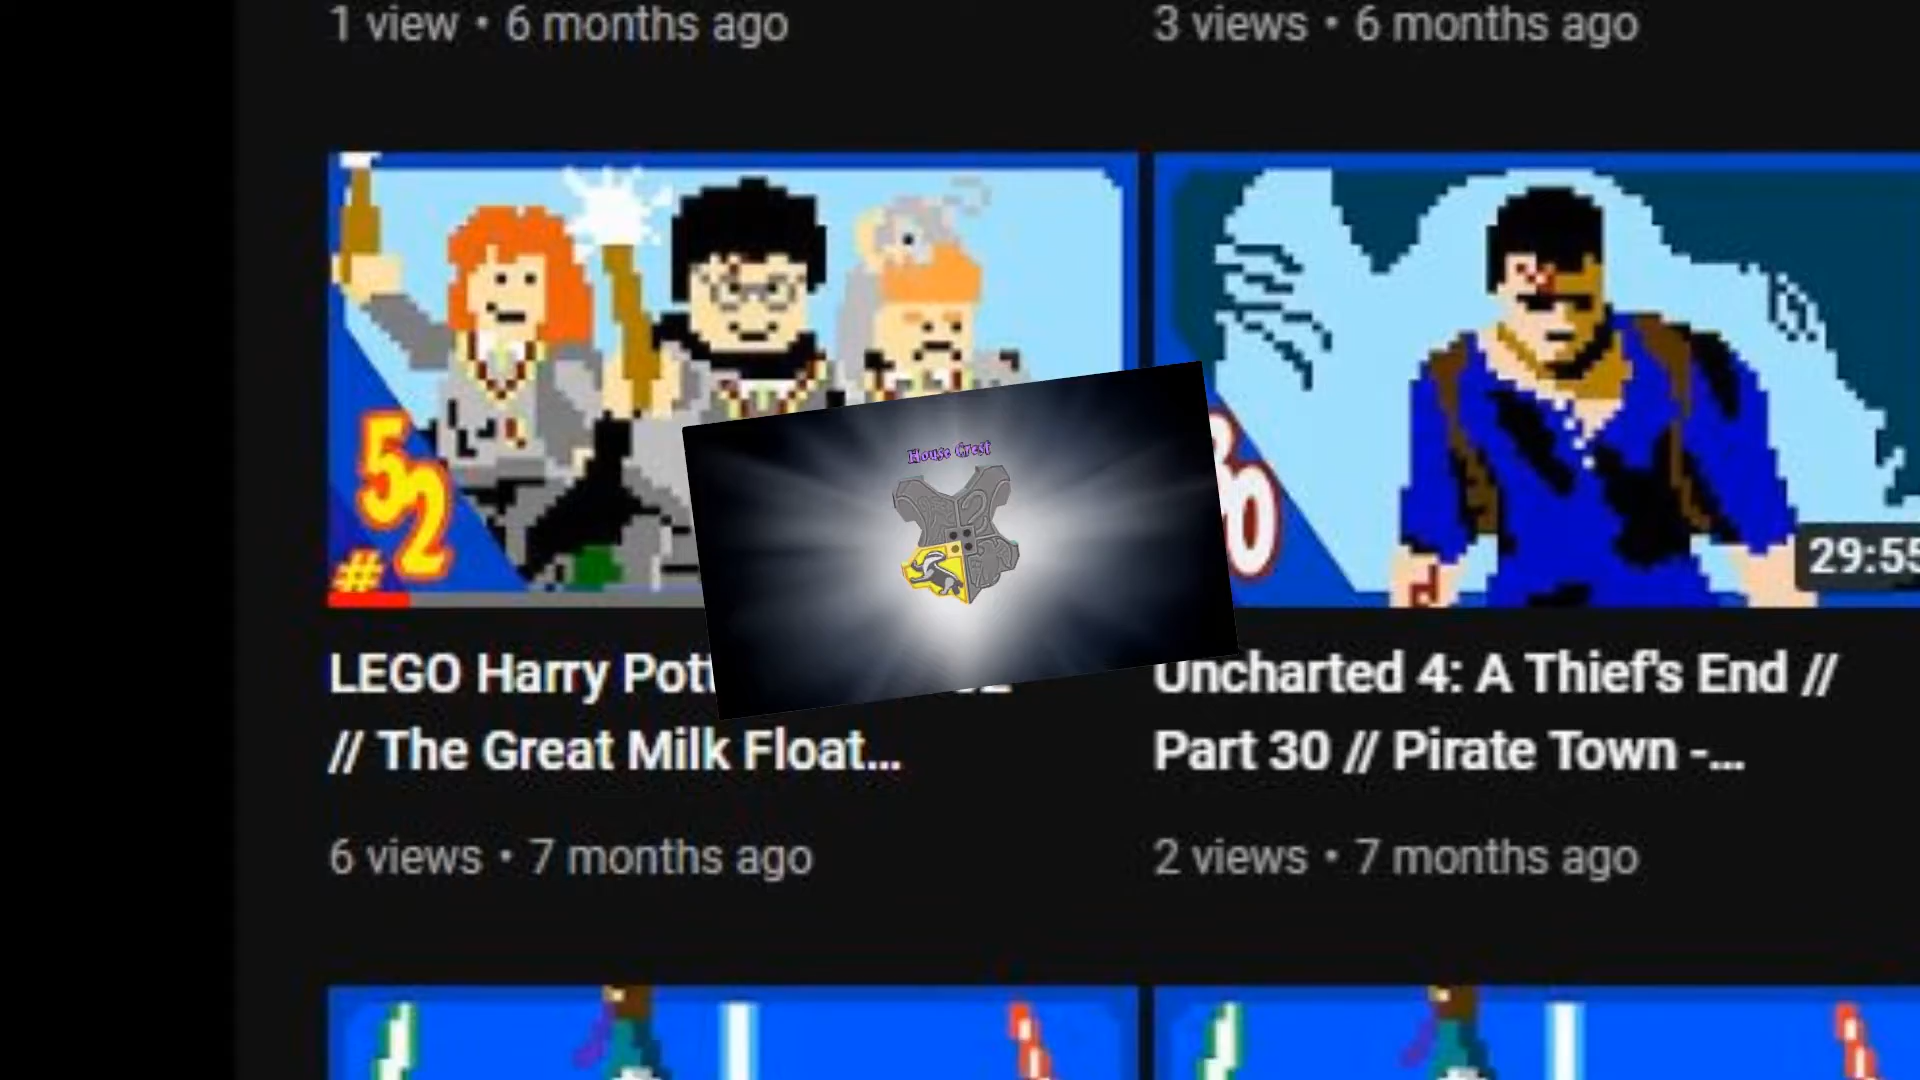 1 view • 6 months ago
3 views • 6 months ago
#52
29:55
House Crest
LEGO Harry
// The Great Milk Float...
Uncharted 4: A Thief's End //
Part 30 // Pirate Town -...
6 views • 7 months ago
2 views • 7 months ago